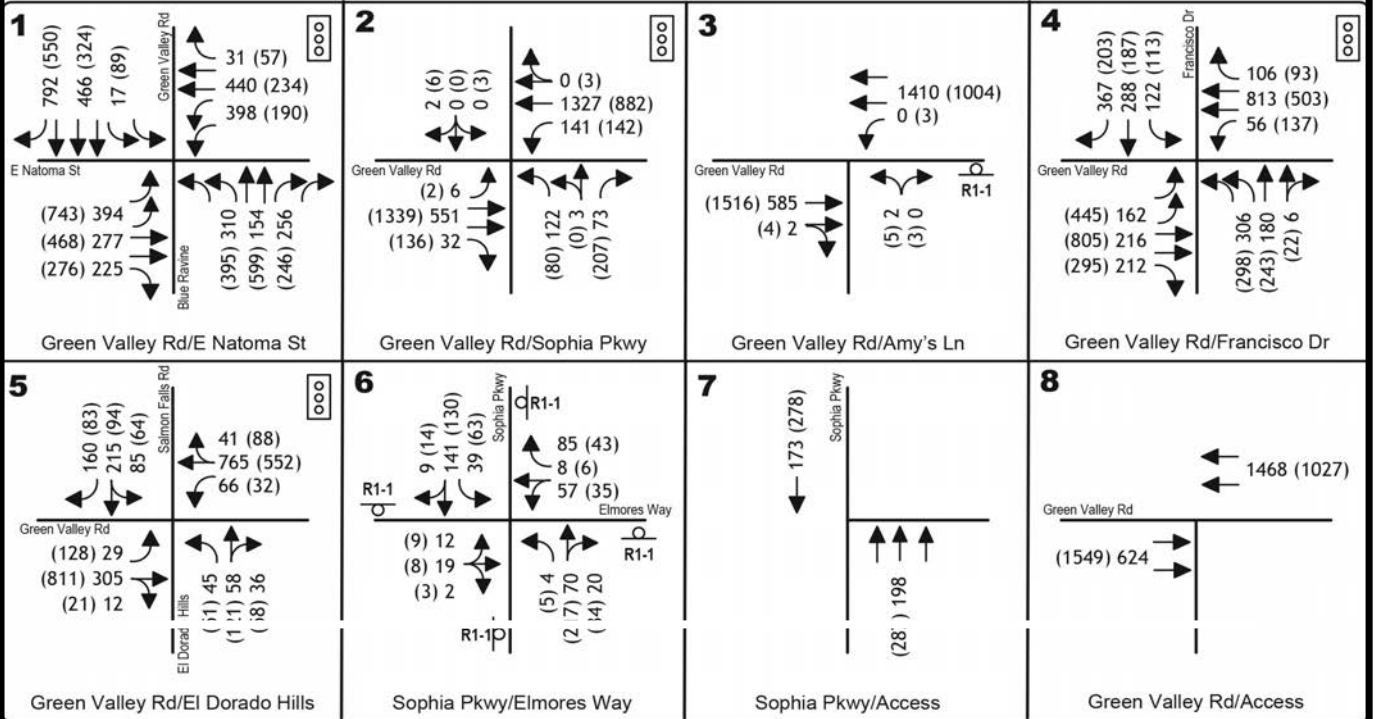 1
Green Valley Rd
792 (550)
466 (324)
17 (89)
31 (57)
440 (234)
398 (190)
E Natoma St
(743) 394
(468) 277
(276) 225
Blue Ravine
(395) 310
(599) 154
(246) 256
Green Valley Rd/E Natoma St
2
2 (6)
0 (0)
0 (3)
0 (3)
1327 (882)
141 (142)
Green Valley Rd
(2) 6
(1339) 551
(136) 32
(80) 122
(0) 3
(207) 73
Green Valley Rd/Sophia Pkwy
3
1410 (1004)
0 (3)
Green Valley Rd
R1-1
(1516) 585
(4) 2
(5) 2
(3) 0
Green Valley Rd/Amy's Ln
4
Francisco Dr
367 (203)
288 (187)
122 (113)
106 (93)
813 (503)
56 (137)
Green Valley Rd
(445) 162
(805) 216
(295) 212
(298) 306
(243) 180
(22) 6
Green Valley Rd/Francisco Dr
5
Salmon Falls Rd
160 (83)
215 (94)
85 (64)
41 (88)
765 (552)
66 (32)
Green Valley Rd
(128) 29
(811) 305
(21) 12
Hills
45
58
36
Green Valley Rd/El Dorado Hills
6
Sophia Pkwy
R1-1
9 (14)
141 (130)
39 (63)
85 (43)
8 (6)
57 (35)
R1-1
Elmores Way
R1-1
(9) 12
(8) 19
(3) 2
(5) 4
70
20
R1-1
Sophia Pkwy/Elmores Way
7
Sophia Pkwy
173 (278)
198
Sophia Pkwy/Access
8
1468 (1027)
Green Valley Rd
(1549) 624
Green Valley Rd/Access